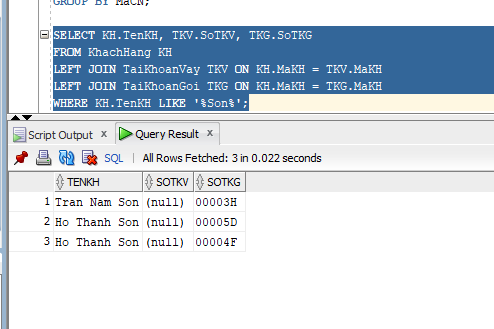 GROUP BY MaCN;
SELECT KH.TenKH, TKV.SoTKV, TKG.SoTKG
FROM KhachHang KH
LEFT JOIN TaiKhoanVay TKV ON KH.MaKH = TKV.MaKH
LEFT JOIN TaiKhoanGoi TKG ON KH.MaKH = TKG.MaKH
WHERE KH.TenKH LIKE '%Son%';
Script Output x Query Result x
SQL | All Rows Fetched: 3 in 0.022 seconds
TENKH SOTKV SOTKG
1 Tran Nam Son (null) 00003H
2 Ho Thanh Son (null) 00005D
3 Ho Thanh Son (null) 00004F